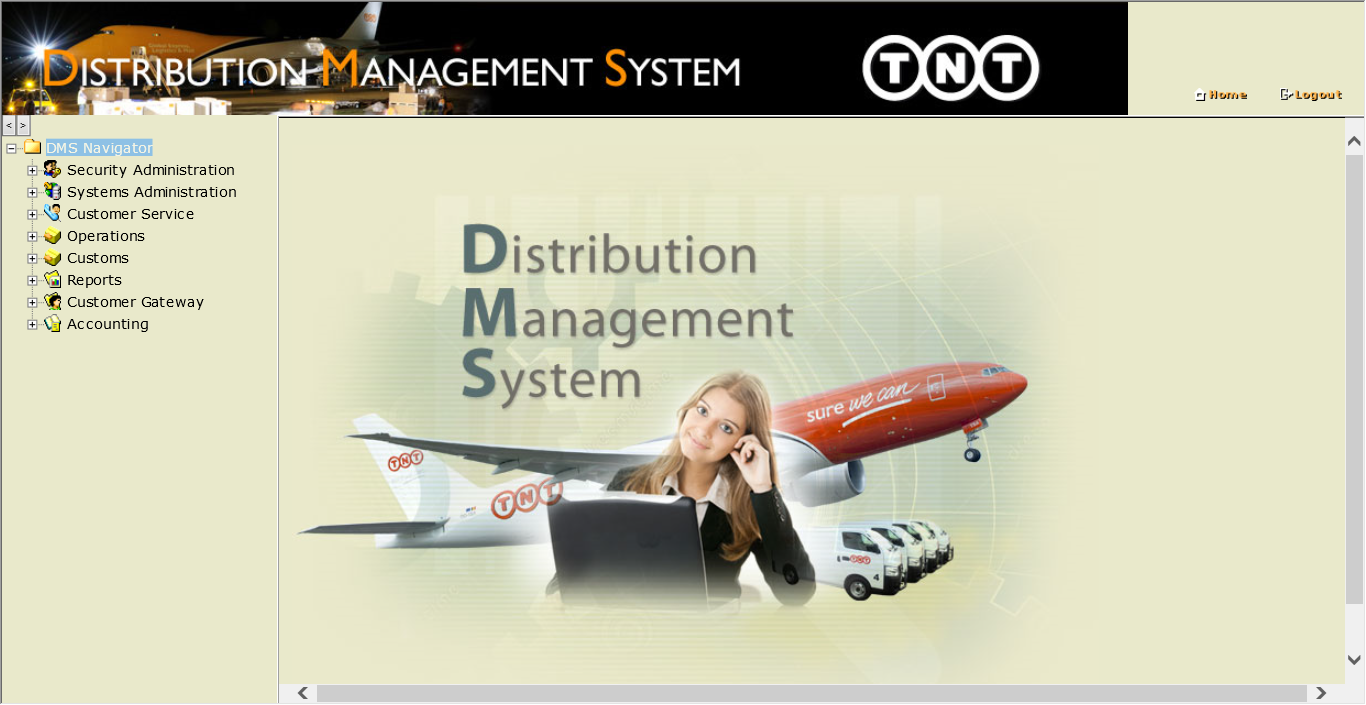 DISTRIBUTION MANAGEMENT SYSTEM
TNT
Home
Logout
< >
DMS Navigator
Security Administration
Systems Administration
Customer Service
Operations
Customs
Reports
Customer Gateway
Accounting
Distribution
Management
System
sure we can
TNT
TNT
TNT
4